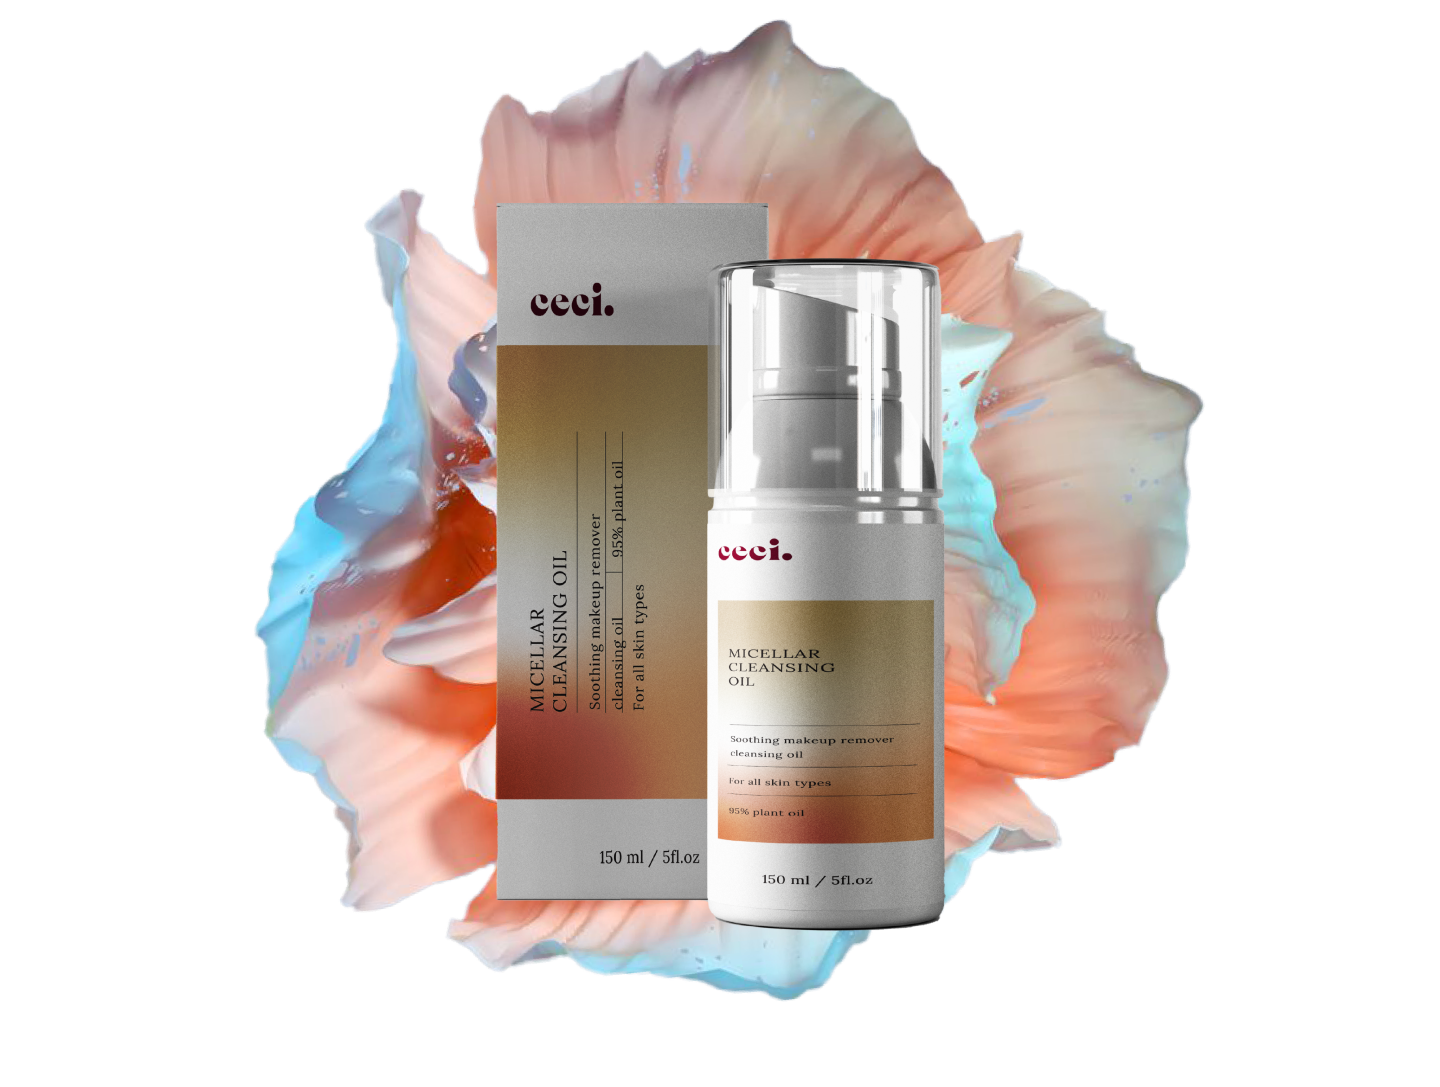 ceci.
MICELLAR
CLEANSING OIL
Soothing makeup remover
cleansing oil
95% plant oil
For all skin types
150 ml / 5fl.oz
ceci.
MICELLAR
CLEANSING
OIL
Soothing makeup remover
cleansing oil
For all skin types
95% plant oil
150 ml / 5fl.oz